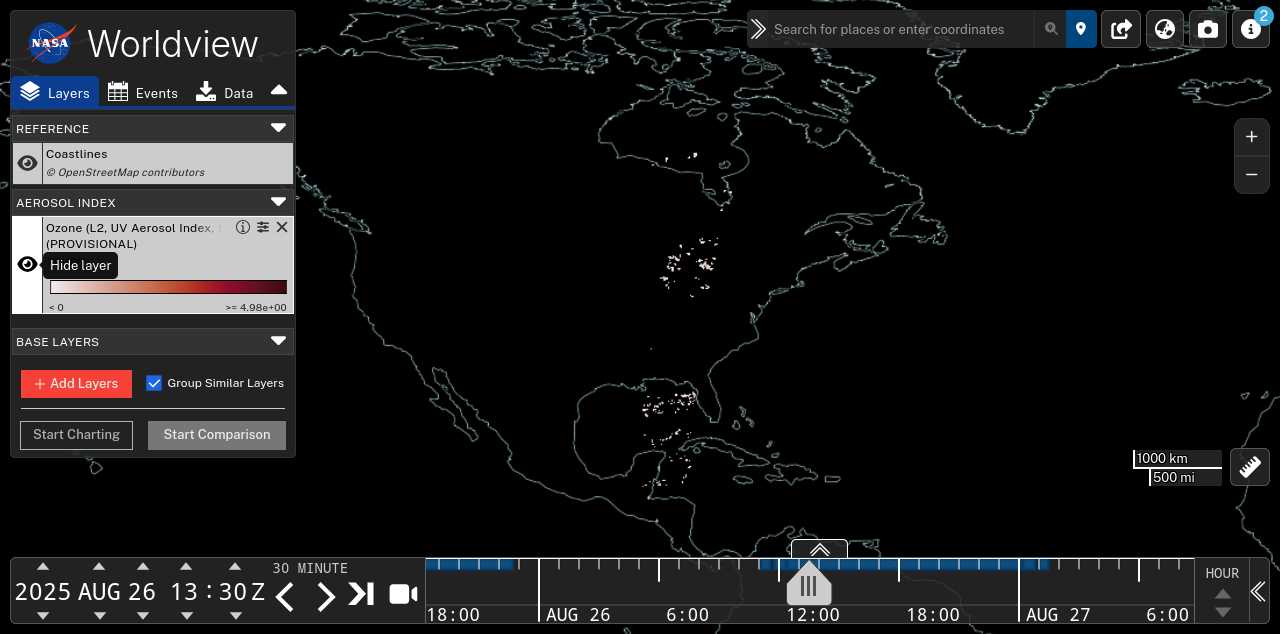 NASA Worldview
Search for places or enter coordinates
2
Layers Events Data
REFERENCE
Coastlines
© OpenStreetMap contributors
AEROSOL INDEX
Ozone (L2, UV Aerosol Index,
(PROVISIONAL)
Hide layer
< 0 >= 4.98e+00
BASE LAYERS
+ Add Layers Group Similar Layers
Start Charting Start Comparison
+
−
1000 km
500 mi
2025 AUG 26 13 : 30 Z
30 MINUTE
18:00 AUG 26 6:00 12:00 18:00 AUG 27 6:00
HOUR